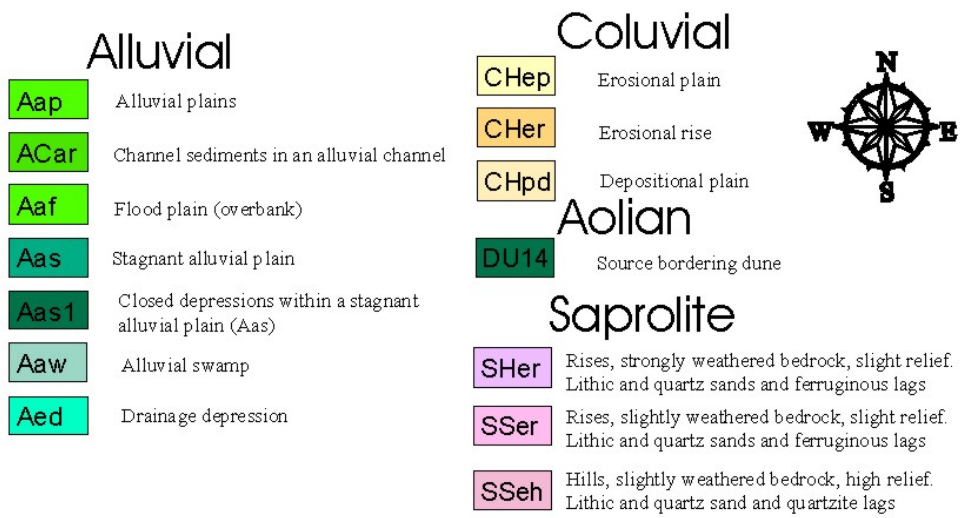 Alluvial
Aap Alluvial plains
ACar Channel sediments in an alluvial channel
Aaf Flood plain (overbank)
Aas Stagnant alluvial plain
Aas1 Closed depressions within a stagnant
alluvial plain (Aas)
Aaw Alluvial swamp
Aed Drainage depression
Coluvial
CHep Erosional plain
CHer Erosional rise
CHpd Depositional plain
Aolian
DU14 Source bordering dune
Saprolite
SHer Rises, strongly weathered bedrock, slight relief.
Lithic and quartz sands and ferruginous lags
SSer Rises, slightly weathered bedrock, slight relief.
Lithic and quartz sands and ferruginous lags
SSeh Hills, slightly weathered bedrock, high relief.
Lithic and quartz sand and quartzite lags
N
W E
S